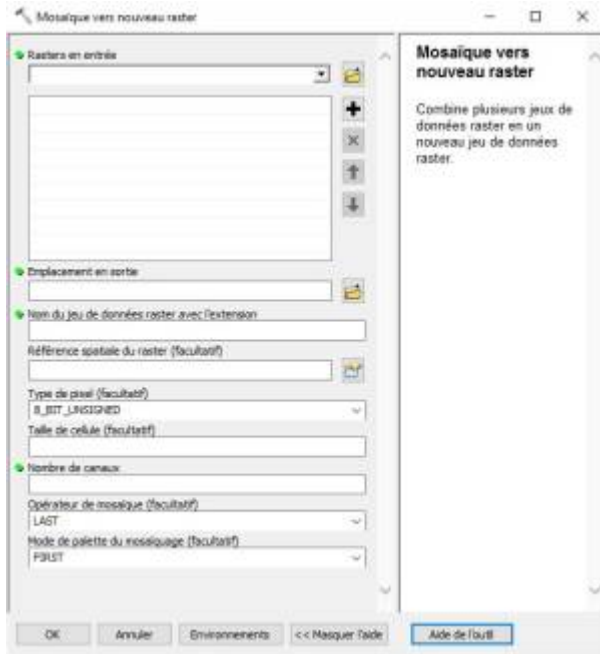 Mosaïque vers nouveau raster
Rasters en entrée
Emplacement en sortie
Nom du jeu de données raster avec l'extension
Référence spatiale du raster (facultatif)
Type de pixel (facultatif)
8_BIT_UNSIGNED
Taille de cellule (facultatif)
Nombre de canaux
Opérateur de mosaïque (facultatif)
LAST
Mode de palette du mosaïquage (facultatif)
FIRST
OK
Annuler
Environnements
<< Masquer l'aide
Mosaïque vers
nouveau raster
Combine plusieurs jeux de
données raster en un
nouveau jeu de données
raster.
Aide de l'outil